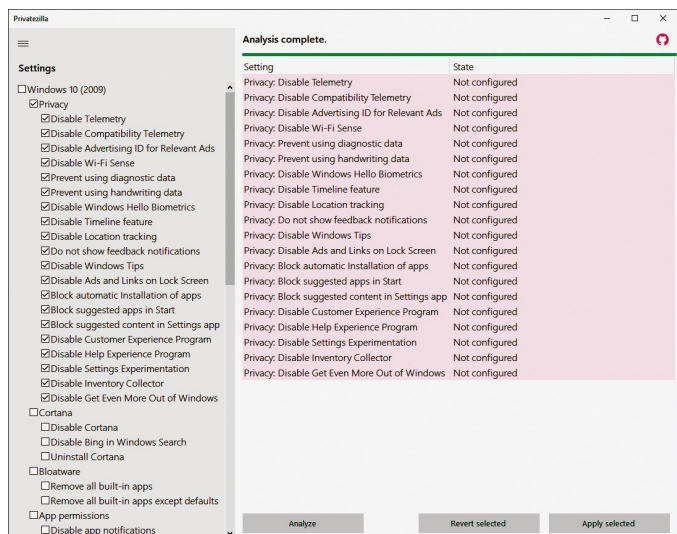 Privatezilla
Analysis complete.
Settings
Windows 10 (2009)
Privacy
Disable Telemetry
Disable Compatibility Telemetry
Disable Advertising ID for Relevant Ads
Disable Wi-Fi Sense
Prevent using diagnostic data
Prevent using handwriting data
Disable Windows Hello Biometrics
Disable Timeline feature
Disable Location tracking
Do not show feedback notifications
Disable Windows Tips
Disable Ads and Links on Lock Screen
Block automatic Installation of apps
Block suggested apps in Start
Block suggested content in Settings app
Disable Customer Experience Program
Disable Help Experience Program
Disable Settings Experimentation
Disable Inventory Collector
Disable Get Even More Out of Windows
Cortana
Disable Cortana
Disable Bing in Windows Search
Uninstall Cortana
Bloatware
Remove all built-in apps
Remove all built-in apps except defaults
App permissions
Disable app notifications
Setting State
Privacy: Disable Telemetry Not configured
Privacy: Disable Compatibility Telemetry Not configured
Privacy: Disable Advertising ID for Relevant Ads Not configured
Privacy: Disable Wi-Fi Sense Not configured
Privacy: Prevent using diagnostic data Not configured
Privacy: Prevent using handwriting data Not configured
Privacy: Disable Windows Hello Biometrics Not configured
Privacy: Disable Timeline feature Not configured
Privacy: Disable Location tracking Not configured
Privacy: Do not show feedback notifications Not configured
Privacy: Disable Windows Tips Not configured
Privacy: Disable Ads and Links on Lock Screen Not configured
Privacy: Block automatic Installation of apps Not configured
Privacy: Block suggested apps in Start Not configured
Privacy: Block suggested content in Settings app Not configured
Privacy: Disable Customer Experience Program Not configured
Privacy: Disable Help Experience Program Not configured
Privacy: Disable Settings Experimentation Not configured
Privacy: Disable Inventory Collector Not configured
Privacy: Disable Get Even More Out of Windows Not configured
Analyze Revert selected Apply selected